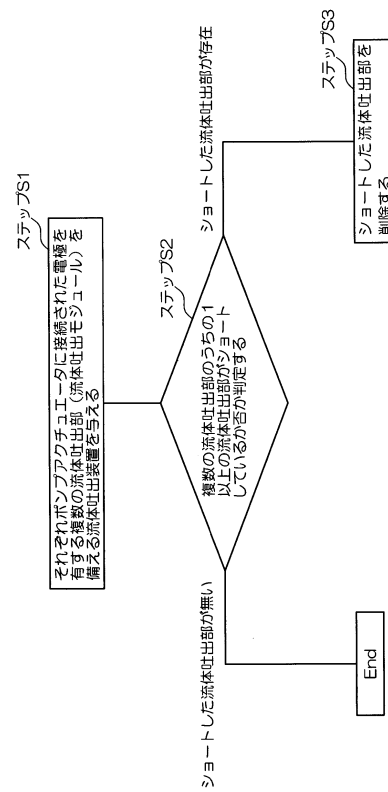 ステップS1
それぞれポンプアクチュエータに接続された電極を
有する複数の流体吐出部（流体吐出モジュール）を
備える流体吐出装置を与える
ステップS2
複数の流体吐出部のうちの1
以上の流体吐出部がショート
しているか否か判定する
ショートした流体吐出部が無い
ショートした流体吐出部が存在
End
ステップS3
ショートした流体吐出部を
削除する